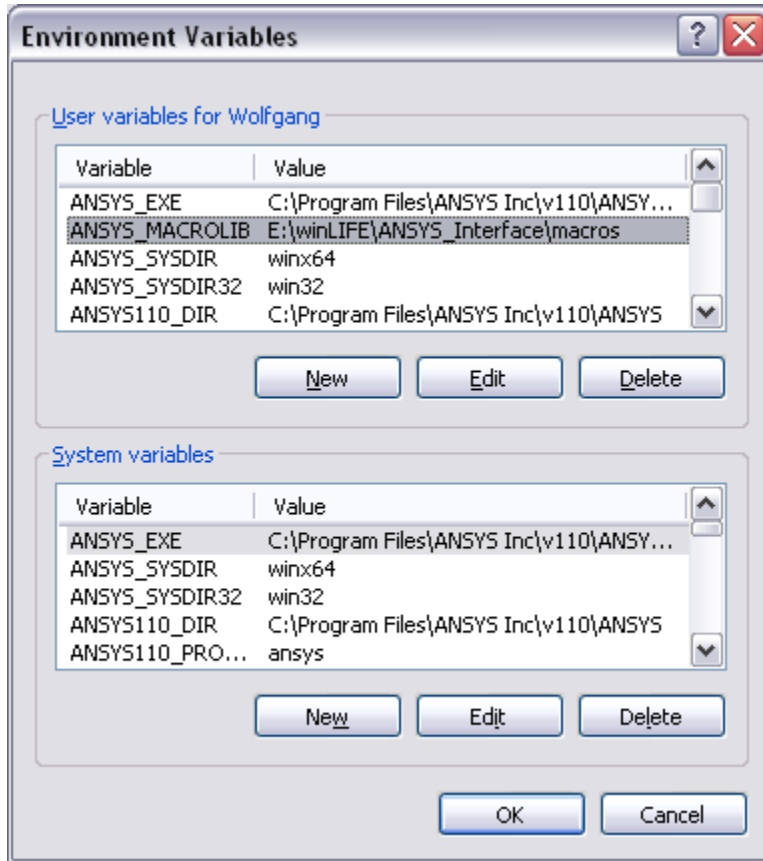 Environment Variables
User variables for Wolfgang
Variable Value
ANSYS_EXE C:\Program Files\ANSYS Inc\v110\ANSY...
ANSYS_MACROLIB E:\winLIFE\ANSYS_Interface\macros
ANSYS_SYSDIR winx64
ANSYS_SYSDIR32 win32
ANSYS110_DIR C:\Program Files\ANSYS Inc\v110\ANSYS
New Edit Delete
System variables
Variable Value
ANSYS_EXE C:\Program Files\ANSYS Inc\v110\ANSY...
ANSYS_SYSDIR winx64
ANSYS_SYSDIR32 win32
ANSYS110_DIR C:\Program Files\ANSYS Inc\v110\ANSYS
ANSYS110_PRO... ansys
New Edit Delete
OK Cancel